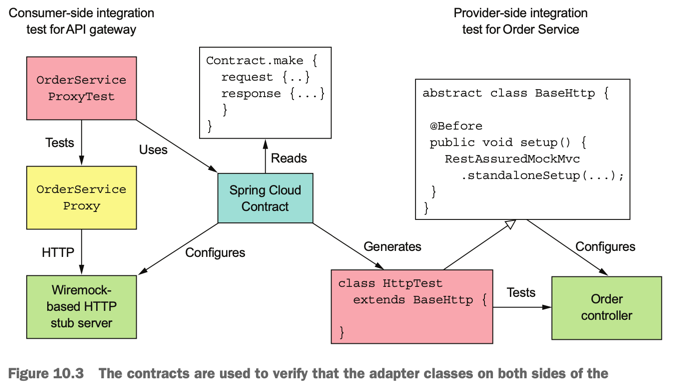 Consumer-side integration
test for API gateway
Provider-side integration
test for Order Service
OrderService
ProxyTest
Contract.make {
request {..}
response {...}
}
}
abstract class BaseHttp {
@Before
public void setup() {
RestAssuredMockMvc
.standaloneSetup(...);
}
}
Tests
Uses
Reads
OrderService
Proxy
Spring Cloud
Contract
HTTP
Configures
Generates
Configures
Wiremock-
based HTTP
stub server
class HttpTest
extends BaseHttp {
}
Tests
Order
controller
Figure 10.3 The contracts are used to verify that the adapter classes on both sides of the